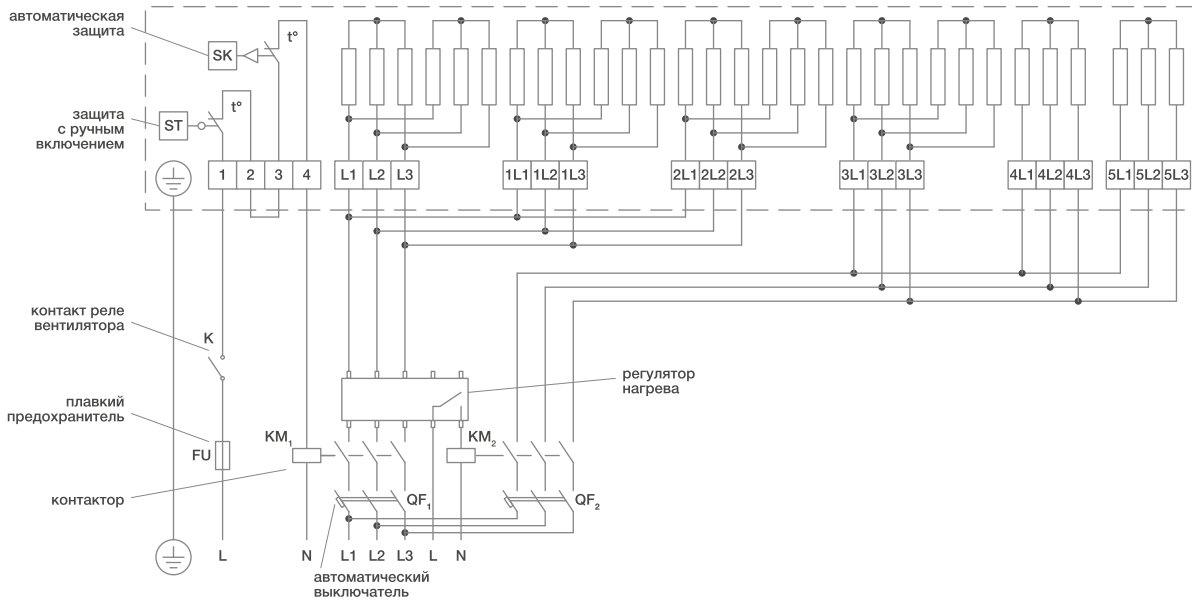 автоматическая
защита
SK
t°
защита
с ручным
включением
ST
t°
1 2 3 4
L1 L2 L3
1L1 1L2 1L3
2L1 2L2 2L3
3L1 3L2 3L3
4L1 4L2 4L3
5L1 5L2 5L3
контакт реле
вентилятора
K
регулятор
нагрева
плавкий
предохранитель
FU
KM1
KM2
контактор
QF1
QF2
L N L1 L2 L3 L N
автоматический
выключатель